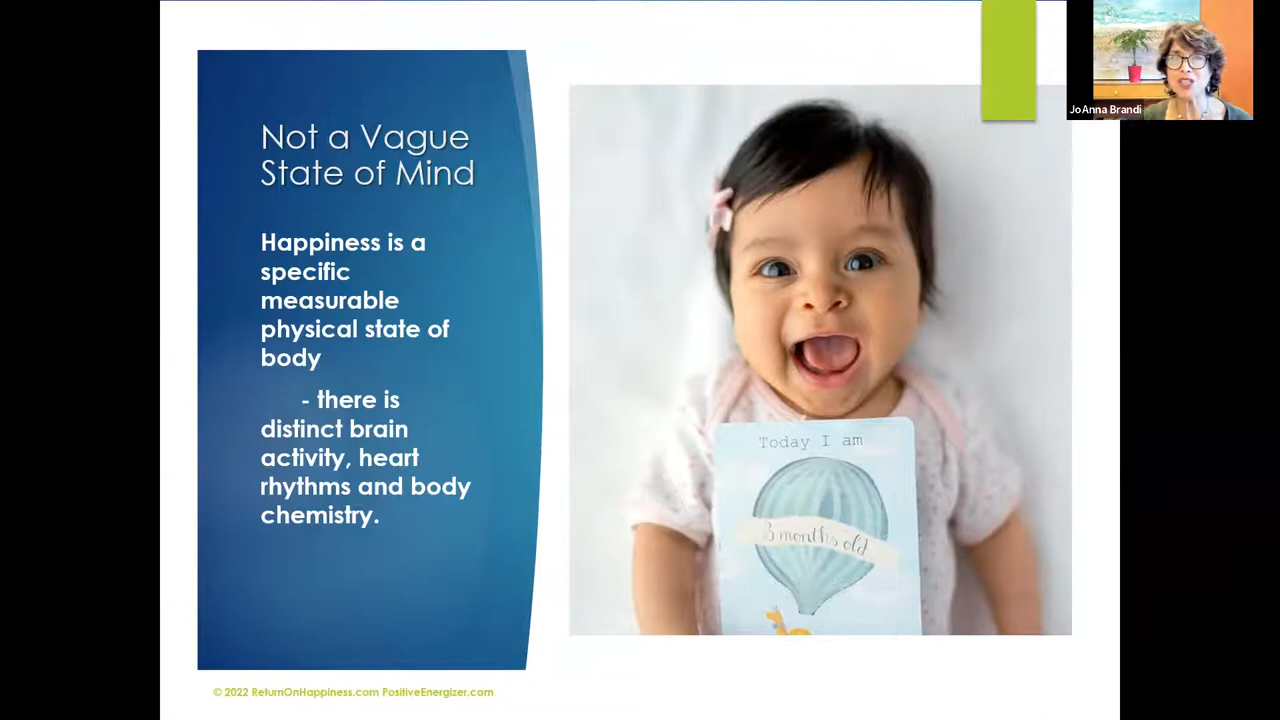 Not a Vague
State of Mind
Happiness is a
specific
measurable
physical state of
body
- there is
distinct brain
activity, heart
rhythms and body
chemistry.
Today I am
3 months old
© 2022 ReturnOnHappiness.com PositiveEnergizer.com
JoAnna Brandi